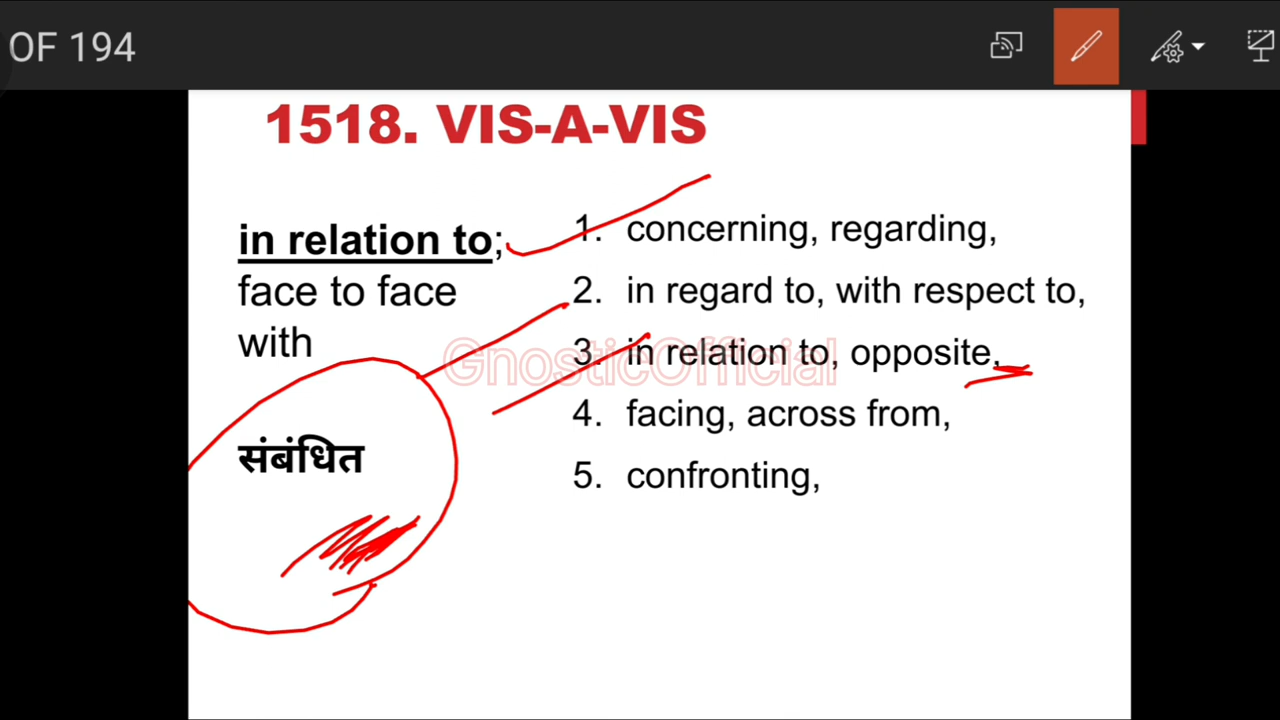 OF 194
1518. VIS-A-VIS
in relation to;
face to face
with
संबंधित
1. concerning, regarding,
2. in regard to, with respect to,
3. in relation to, opposite,
4. facing, across from,
5. confronting,
GnosticOfficial